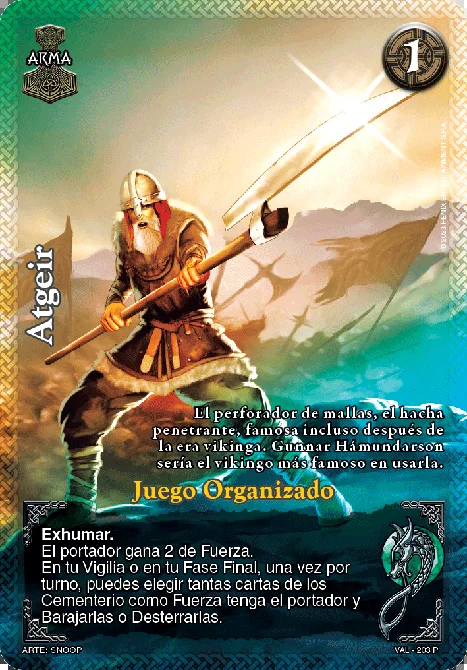 ARMA
1
Atgeir
El perforador de mallas, el hacha
penetrante, famosa incluso después de
la era vikinga. Gunnar Hámundarson
sería el vikingo más famoso en usarla.
Juego Organizado
Exhumar.
El portador gana 2 de Fuerza.
En tu Vigilia o en tu Fase Final, una vez por
turno, puedes elegir tantas cartas de los
Cementerio como Fuerza tenga el portador y
Barajarlas o Desterrarlas.
ARTE: SNOOP
VAL - 203 P